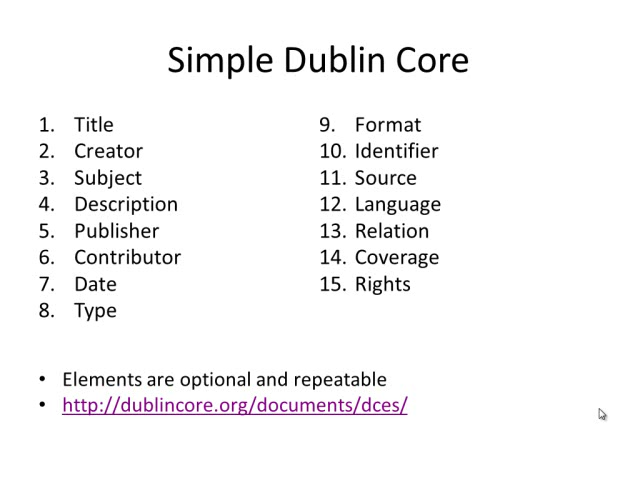 Simple Dublin Core
1. Title
2. Creator
3. Subject
4. Description
5. Publisher
6. Contributor
7. Date
8. Type
9. Format
10. Identifier
11. Source
12. Language
13. Relation
14. Coverage
15. Rights
• Elements are optional and repeatable
• http://dublincore.org/documents/dces/